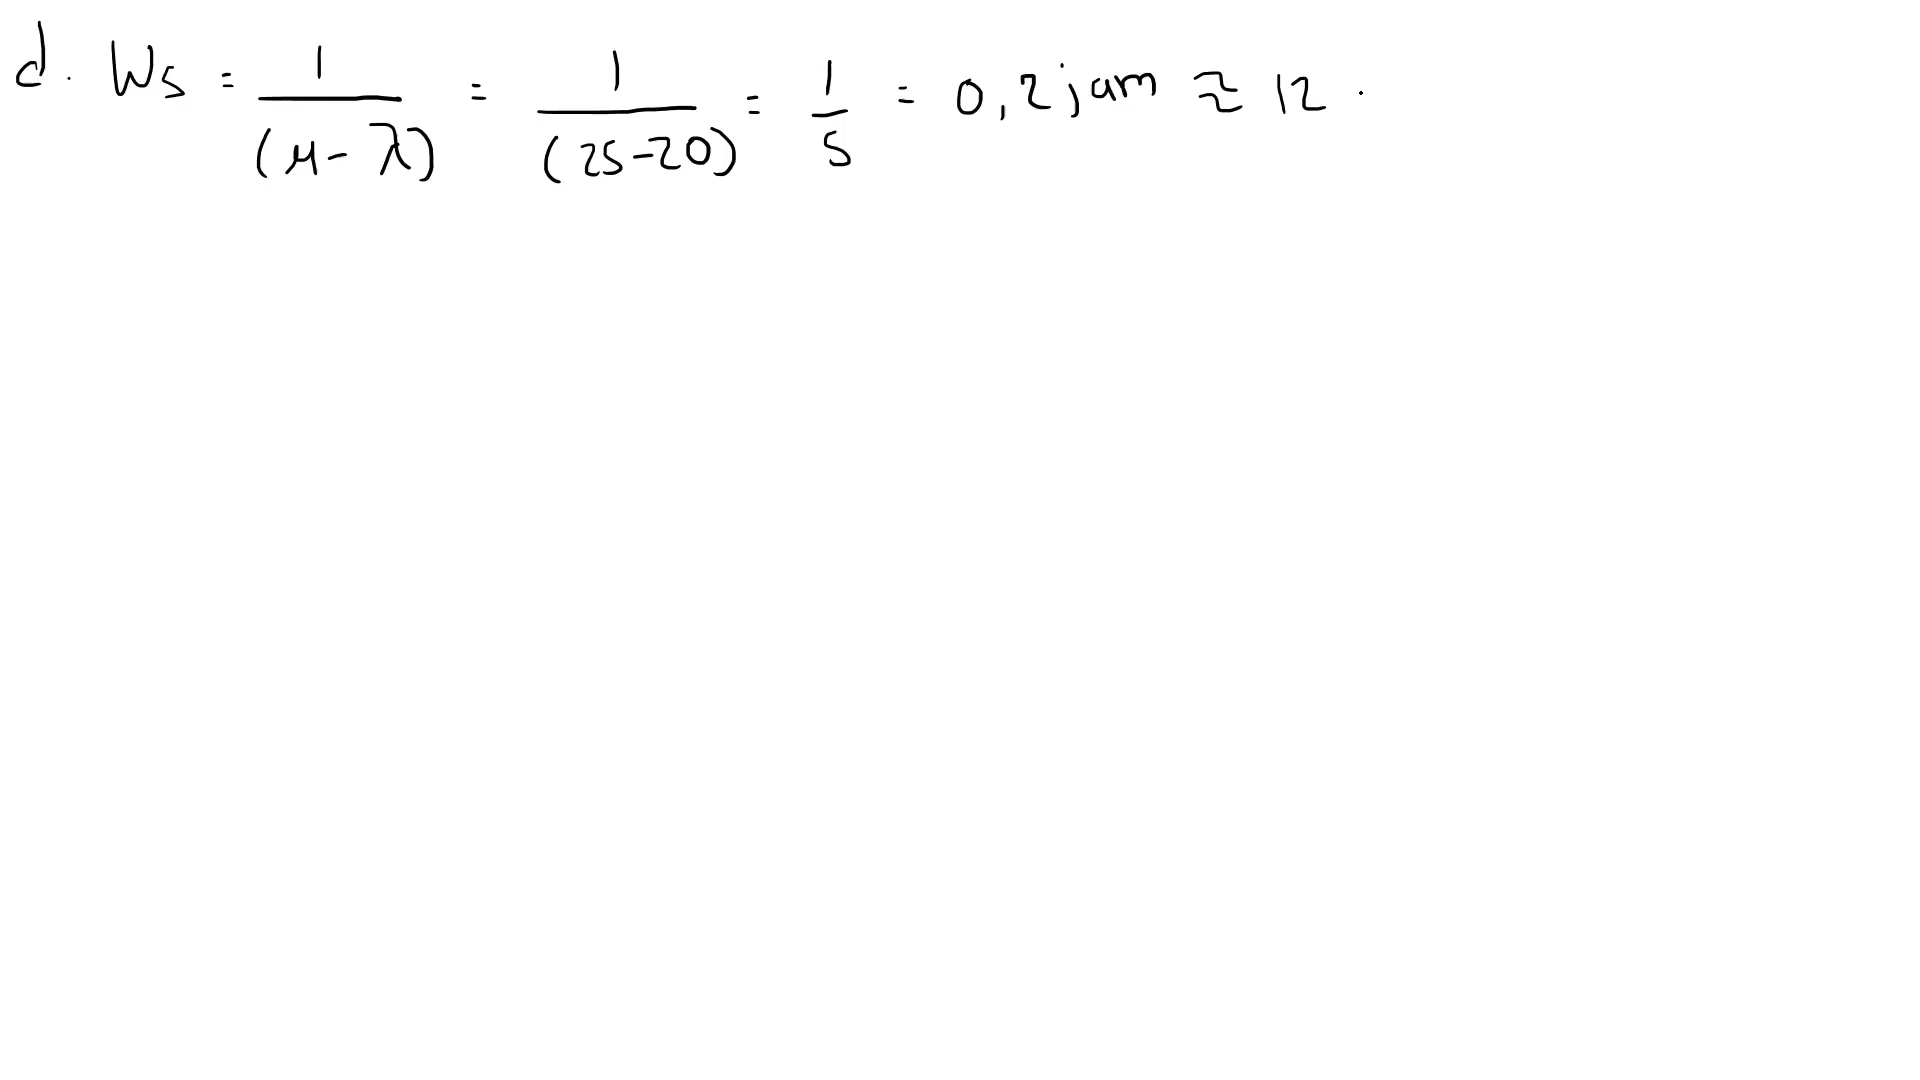 d. Ws = 1/(μ-λ) = 1/(25-20) = 1/5 = 0,2 jam ≈ 12 .